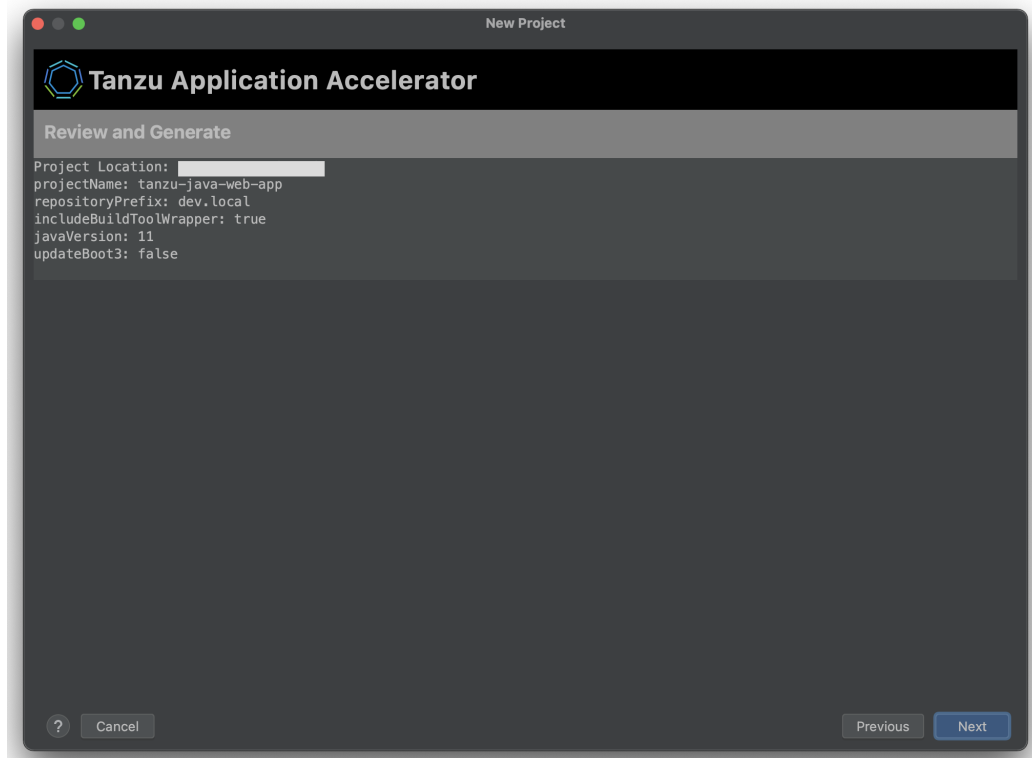 New Project
Tanzu Application Accelerator
Review and Generate
Project Location:
projectName: tanzu-java-web-app
repositoryPrefix: dev.local
includeBuildToolWrapper: true
javaVersion: 11
updateBoot3: false
?
Cancel
Previous
Next